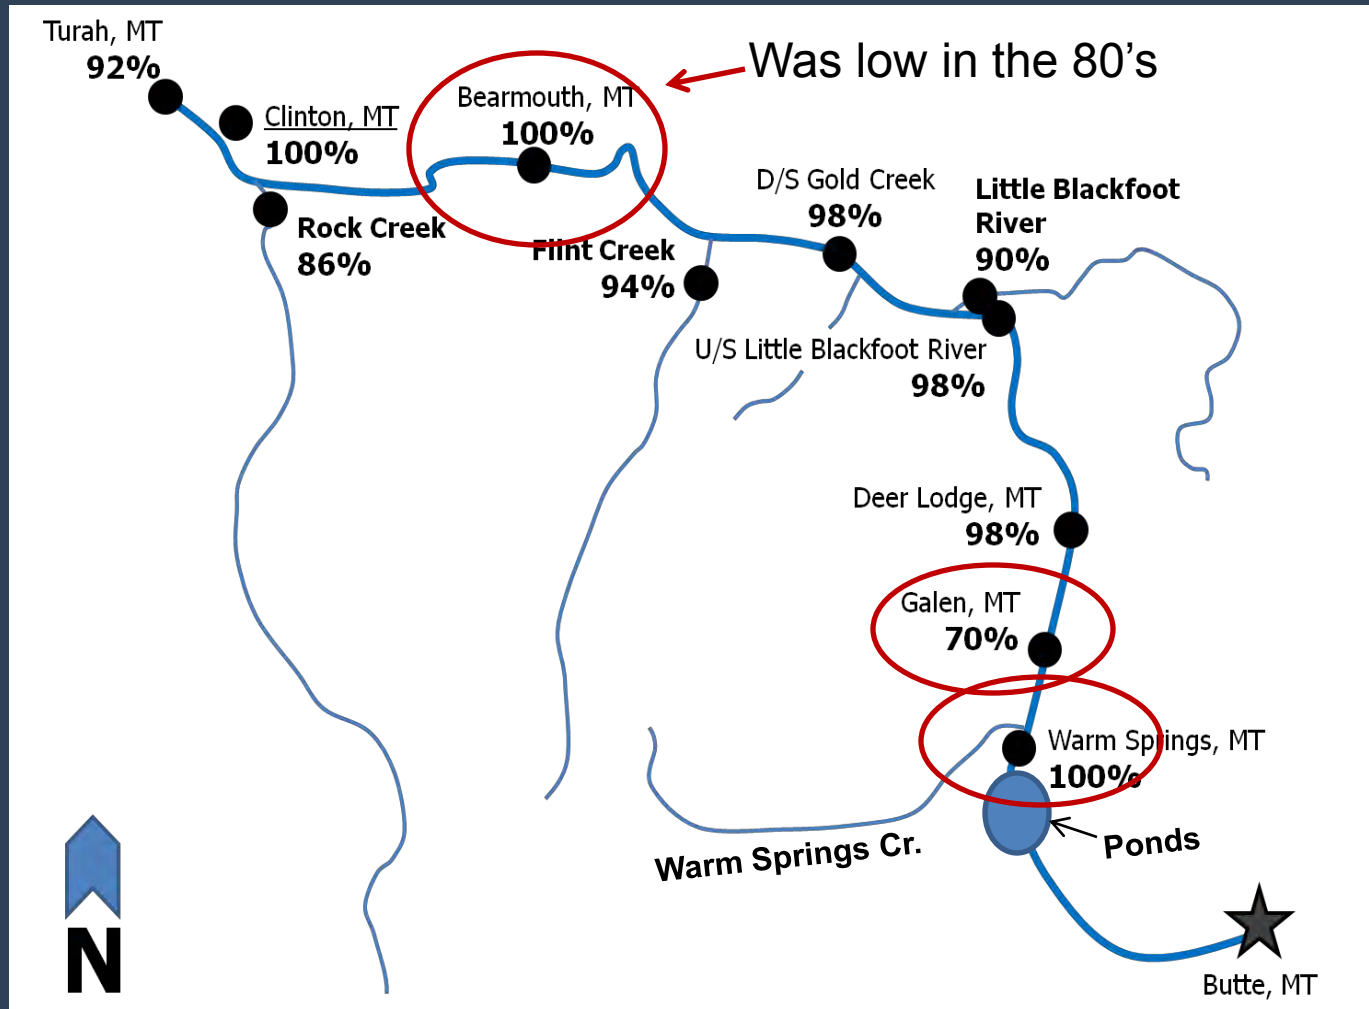 Turah, MT
92%
Was low in the 80's
Bearmouth, MT
100%
Clinton, MT
100%
D/S Gold Creek
98%
Little Blackfoot
River
90%
Rock Creek
86%
Flint Creek
94%
U/S Little Blackfoot River
98%
Deer Lodge, MT
98%
Galen, MT
70%
Warm Springs, MT
100%
Warm Springs Cr.
Ponds
N
Butte, MT